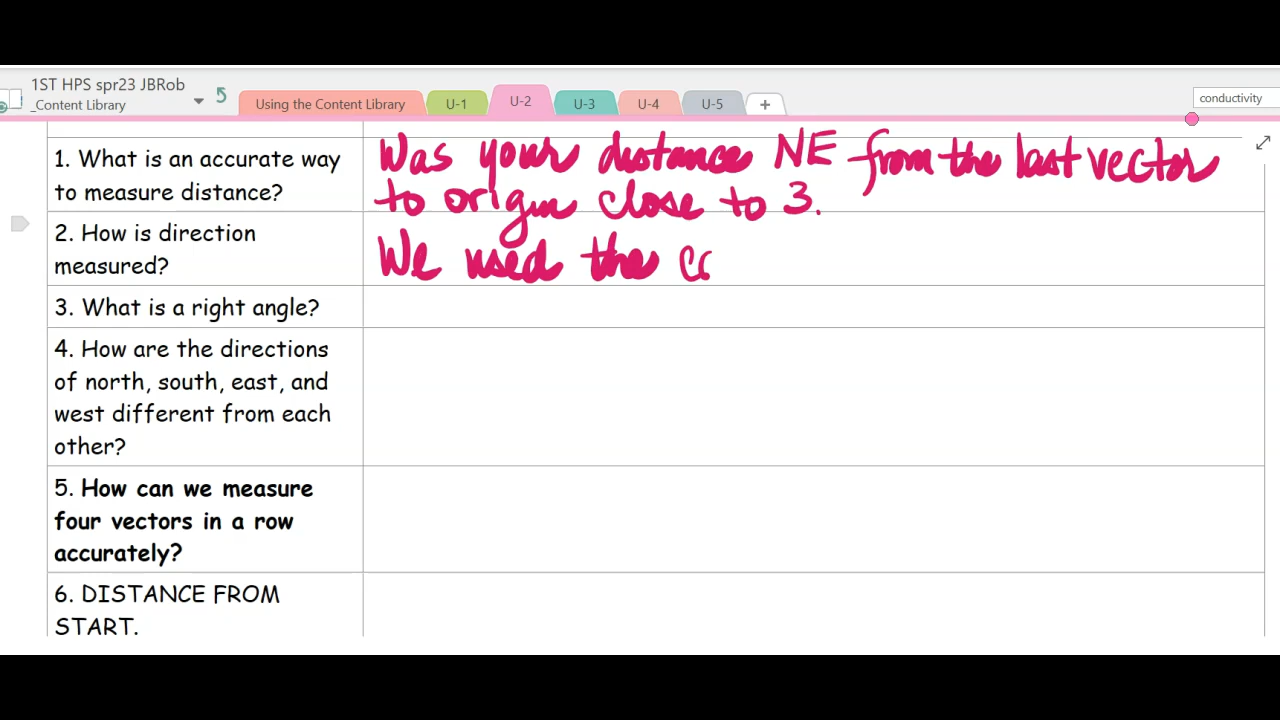 1ST HPS spr23 JBRob
_Content Library
Using the Content Library
U-1
U-2
U-3
U-4
U-5
+
conductivity
1. What is an accurate way
to measure distance?
Was your distance NE from the last vector
to origin close to 3.
2. How is direction
measured?
We used the co
3. What is a right angle?
4. How are the directions
of north, south, east, and
west different from each
other?
5. How can we measure
four vectors in a row
accurately?
6. DISTANCE FROM
START.